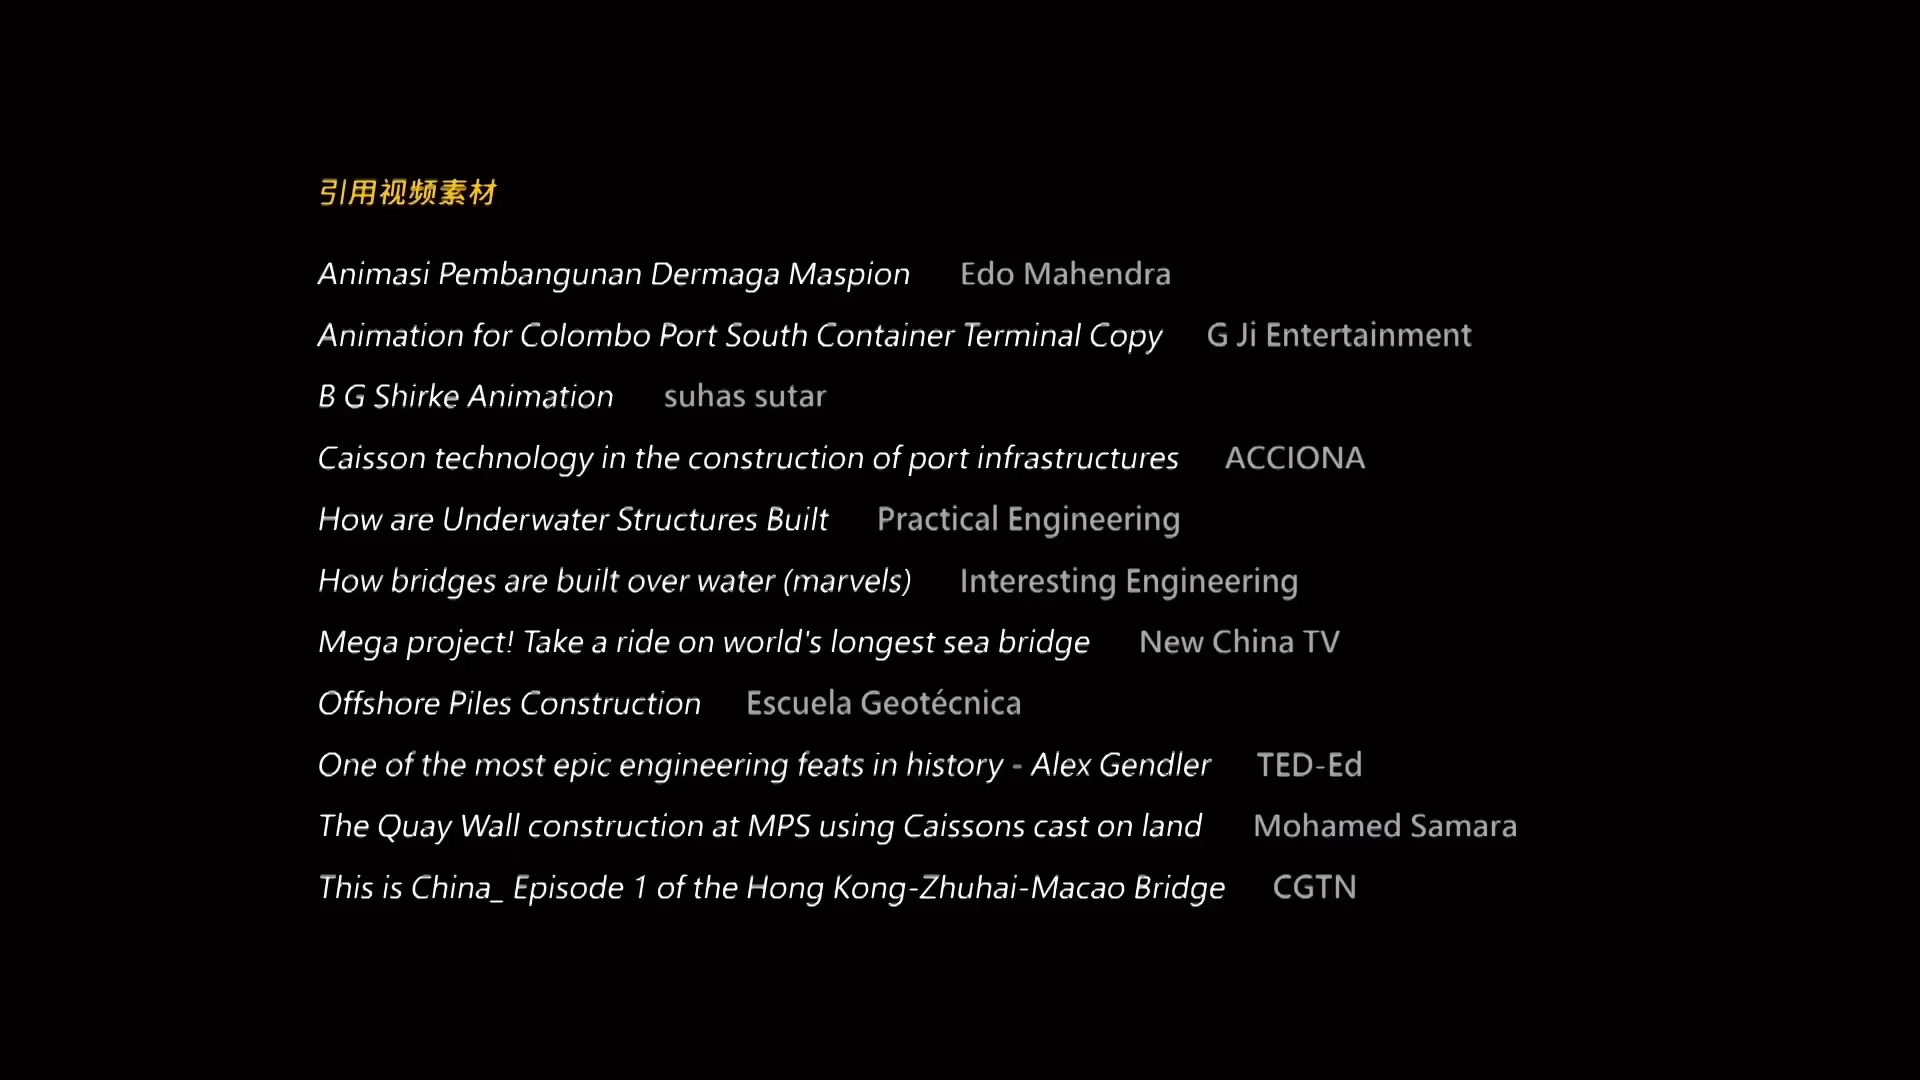 引用视频素材
Animasi Pembangunan Dermaga Maspion Edo Mahendra
Animation for Colombo Port South Container Terminal Copy G Ji Entertainment
B G Shirke Animation suhas sutar
Caisson technology in the construction of port infrastructures ACCIONA
How are Underwater Structures Built Practical Engineering
How bridges are built over water (marvels) Interesting Engineering
Mega project! Take a ride on world's longest sea bridge New China TV
Offshore Piles Construction Escuela Geotécnica
One of the most epic engineering feats in history - Alex Gendler TED-Ed
The Quay Wall construction at MPS using Caissons cast on land Mohamed Samara
This is China_ Episode 1 of the Hong Kong-Zhuhai-Macao Bridge CGTN